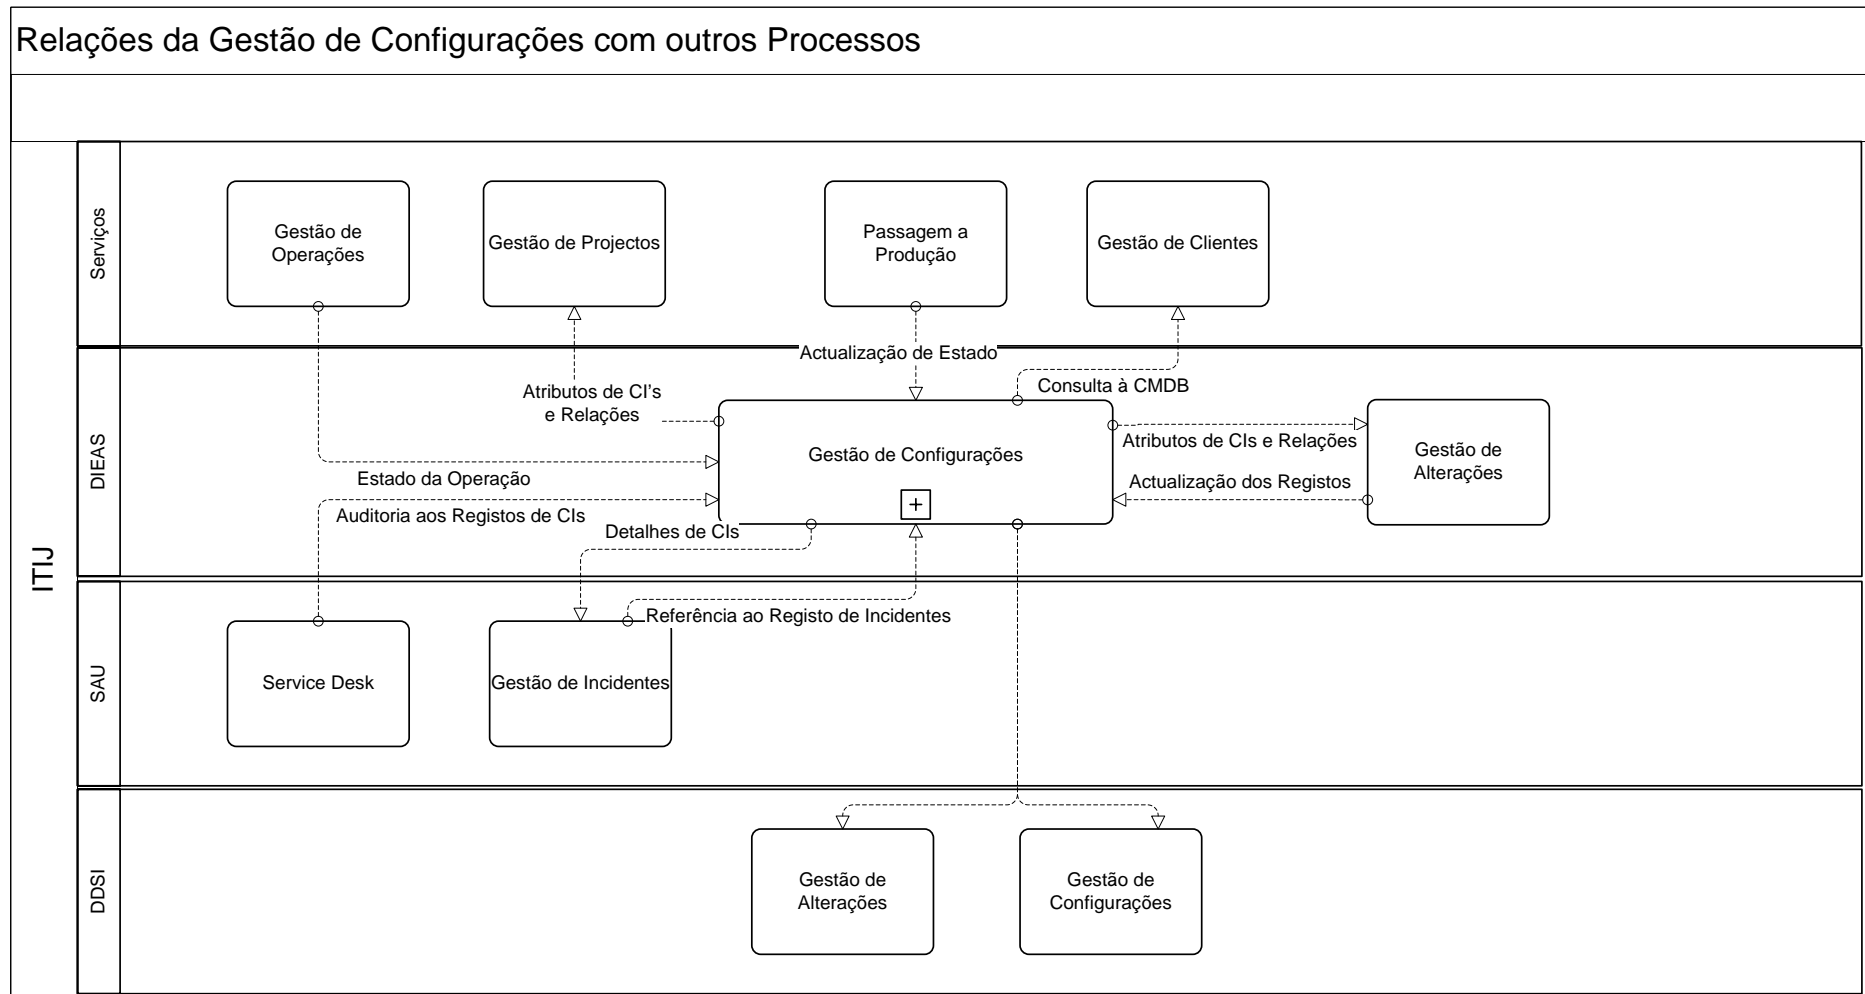 Relações da Gestão de Configurações com outros Processos
ITIJ
Serviços
Gestão de
Operações
Gestão de Projectos
Passagem a
Produção
Gestão de Clientes
DIEAS
Actualização de Estado
Atributos de CI’s
e Relações
Consulta à CMDB
Gestão de Configurações
Atributos de CIs e Relações
Gestão de
Alterações
Estado da Operação
Actualização dos Registos
Auditoria aos Registos de CIs
Detalhes de CIs
SAU
Referência ao Registo de Incidentes
Service Desk
Gestão de Incidentes
DDSI
Gestão de
Alterações
Gestão de
Configurações